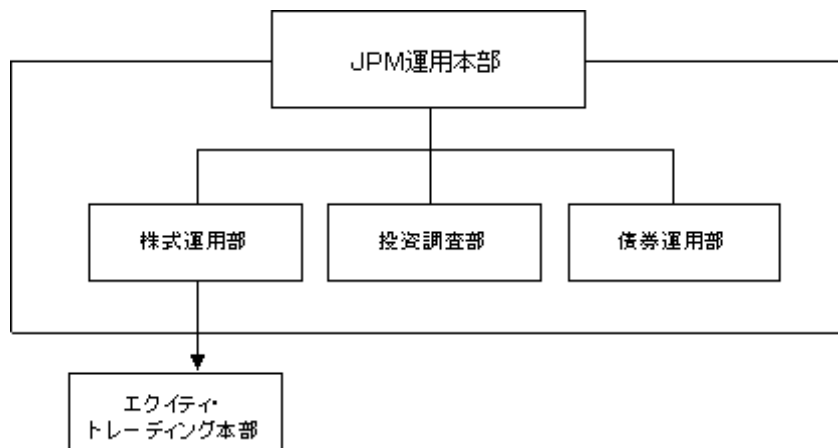 JPM運用本部
株式運用部
投資調査部
債券運用部
エクイティ・
トレーディング本部